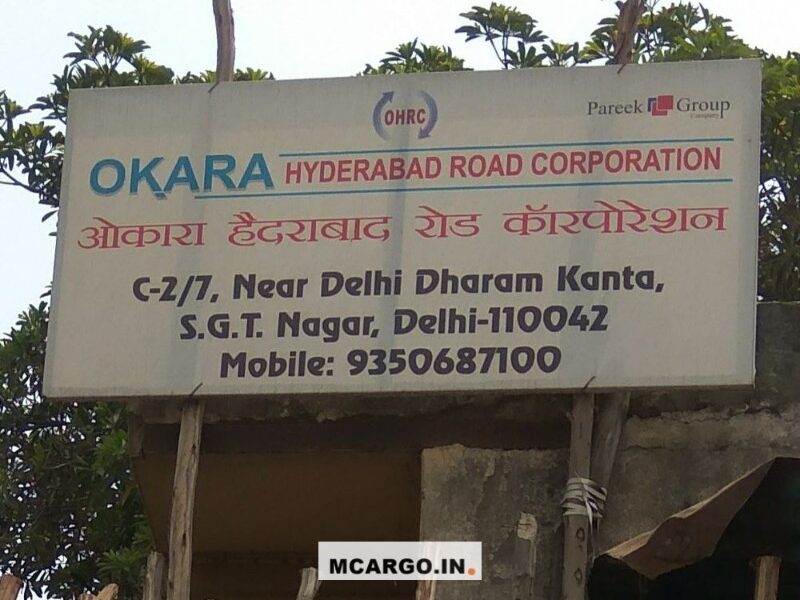 OHRC
Pareek Group
Company
OKARA HYDERABAD ROAD CORPORATION
ओकारा हैदराबाद रोड कॉरपोरेशन
C-2/7, Near Delhi Dharam Kanta,
S.G.T. Nagar, Delhi-110042
Mobile: 9350687100
MCARGO.IN.